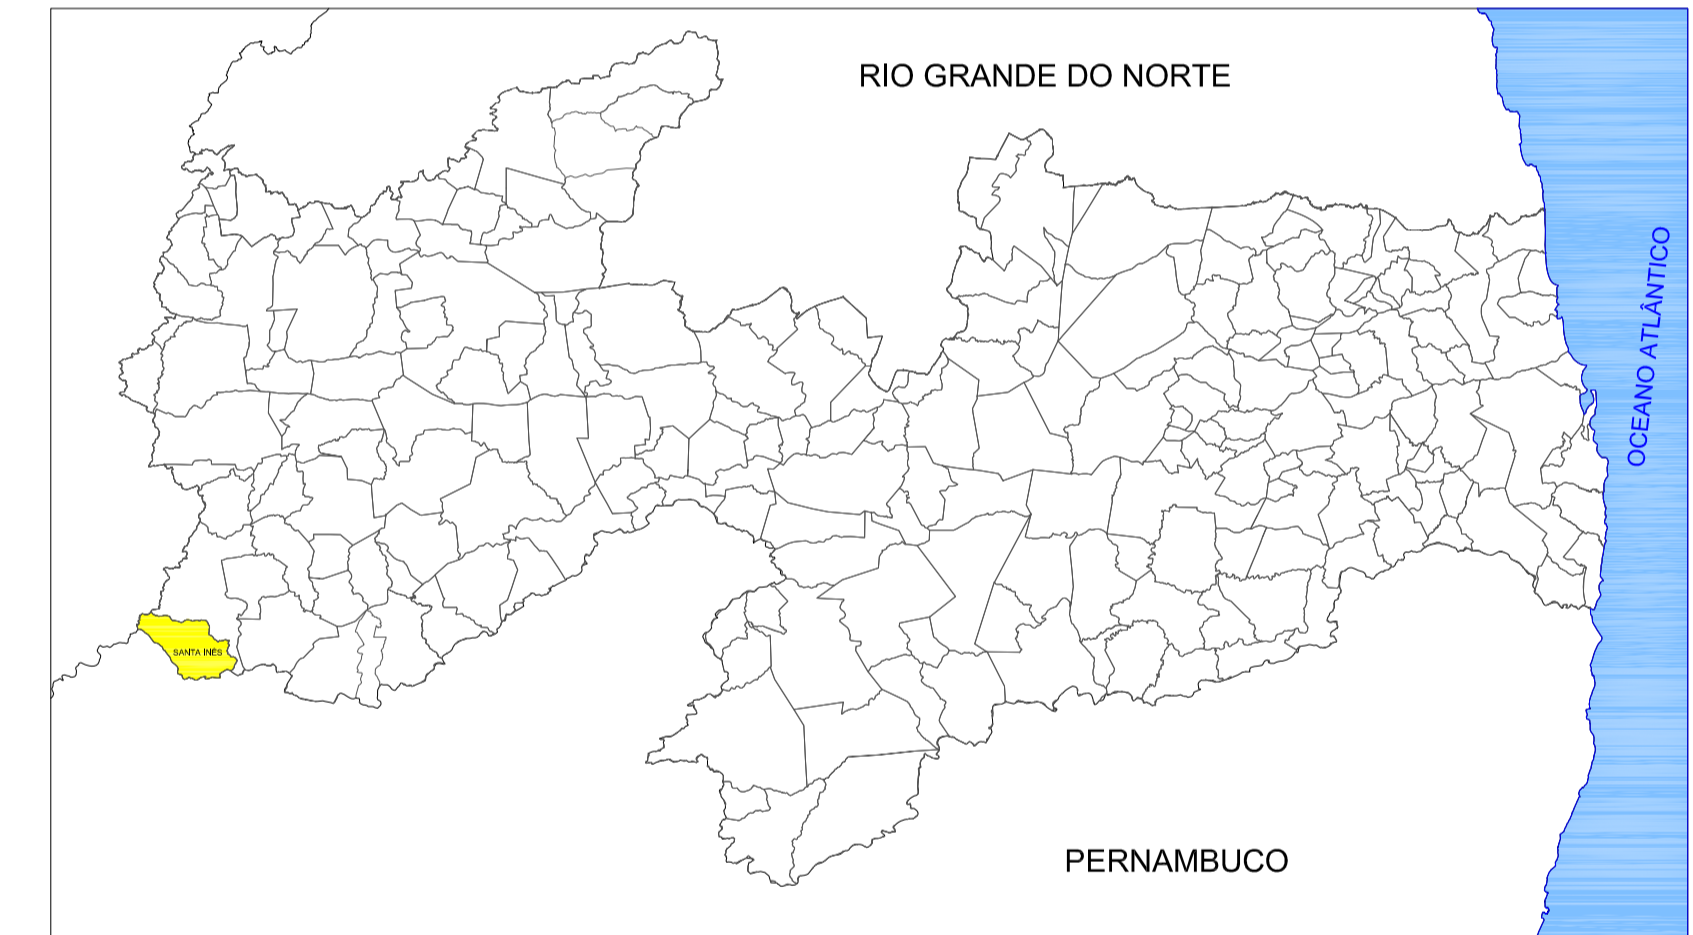 RIO GRANDE DO NORTE
OCEANO ATLÂNTICO
SANTA INÊS
PERNAMBUCO